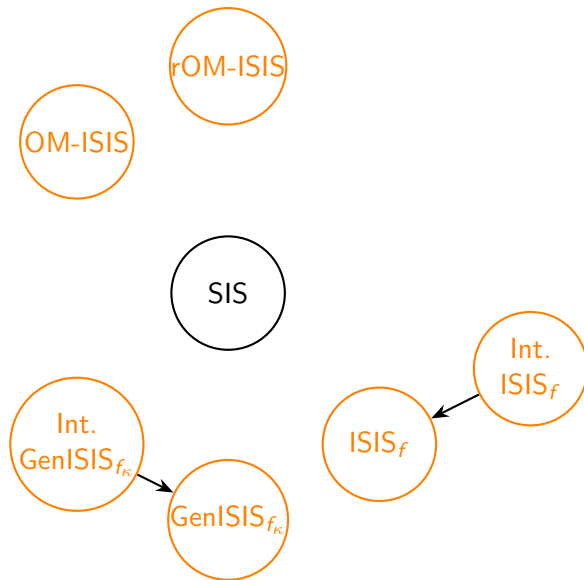 rOM-ISIS
OM-ISIS
SIS
Int.
ISIS_f
Int.
GenISIS_{f_κ}
ISIS_f
GenISIS_{f_κ}